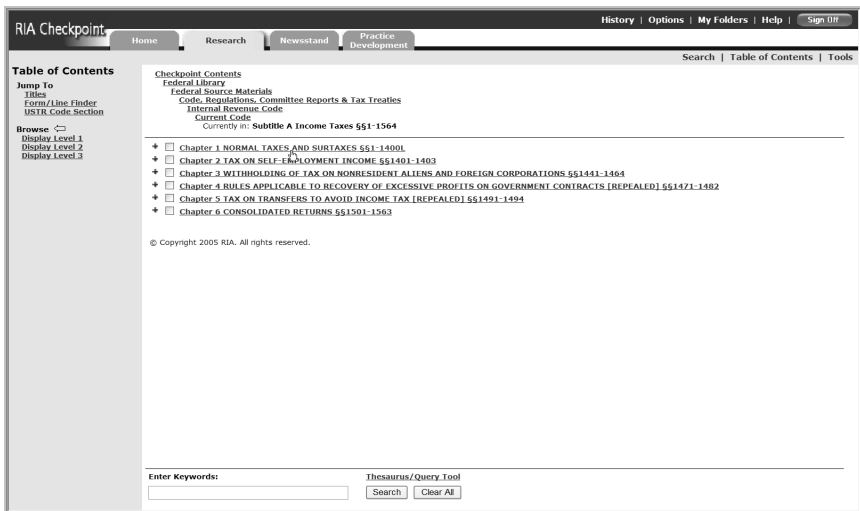 RIA Checkpoint
History | Options | My Folders | Help | Sign Off
Home Research Newsstand Practice Development
Search | Table of Contents | Tools
Table of Contents
Jump To
Titles
Form/Line Finder
USTR Code Section
Browse
Display Level 1
Display Level 2
Display Level 3
Checkpoint Contents
Federal Library
Federal Source Materials
Code, Regulations, Committee Reports & Tax Treaties
Internal Revenue Code
Current Code
Currently in: Subtitle A Income Taxes §§1-1564
Chapter 1 NORMAL TAXES AND SURTAXES §§1-1400L
Chapter 2 TAX ON SELF-EMPLOYMENT INCOME §§1401-1403
Chapter 3 WITHHOLDING OF TAX ON NONRESIDENT ALIENS AND FOREIGN CORPORATIONS §§1441-1464
Chapter 4 RULES APPLICABLE TO RECOVERY OF EXCESSIVE PROFITS ON GOVERNMENT CONTRACTS [REPEALED] §§1471-1482
Chapter 5 TAX ON TRANSFERS TO AVOID INCOME TAX [REPEALED] §§1491-1494
Chapter 6 CONSOLIDATED RETURNS §§1501-1563
© Copyright 2005 RIA. All rights reserved.
Enter Keywords: Thesaurus/Query Tool
Search Clear All